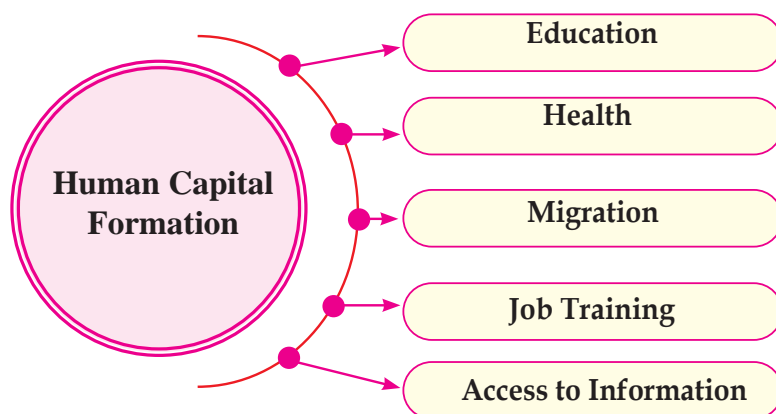 Education
Health
Human Capital
Formation
Migration
Job Training
Access to Information